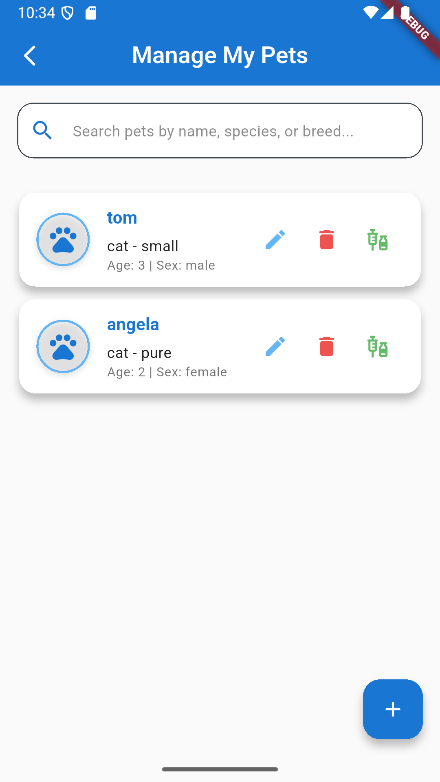 10:34
DEBUG
Manage My Pets
Search pets by name, species, or breed...
tom
cat - small
Age: 3 | Sex: male
angela
cat - pure
Age: 2 | Sex: female